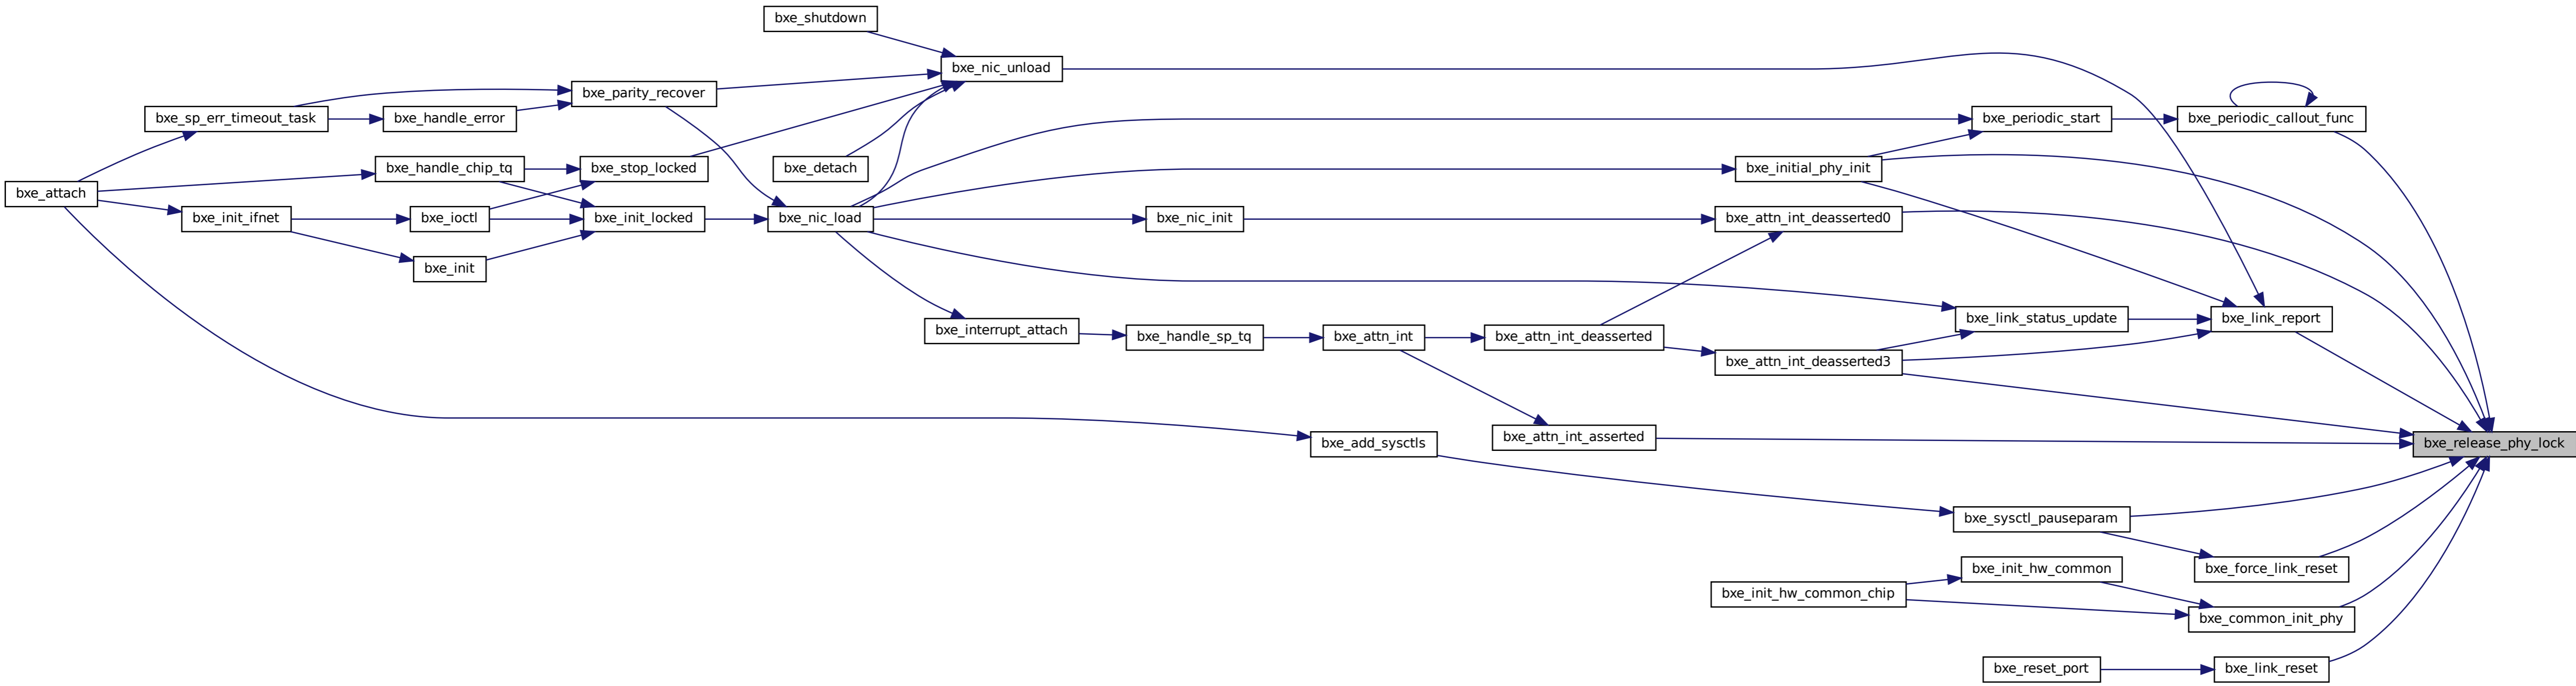 bxe_shutdown
bxe_nic_unload
bxe_parity_recover
bxe_sp_err_timeout_task
bxe_handle_error
bxe_periodic_start
bxe_periodic_callout_func
bxe_handle_chip_tq
bxe_stop_locked
bxe_detach
bxe_initial_phy_init
bxe_attach
bxe_init_ifnet
bxe_ioctl
bxe_init_locked
bxe_nic_load
bxe_nic_init
bxe_attn_int_deasserted0
bxe_init
bxe_link_status_update
bxe_link_report
bxe_interrupt_attach
bxe_handle_sp_tq
bxe_attn_int
bxe_attn_int_deasserted
bxe_attn_int_deasserted3
bxe_add_sysctls
bxe_attn_int_asserted
bxe_release_phy_lock
bxe_sysctl_pauseparam
bxe_init_hw_common
bxe_force_link_reset
bxe_init_hw_common_chip
bxe_common_init_phy
bxe_reset_port
bxe_link_reset